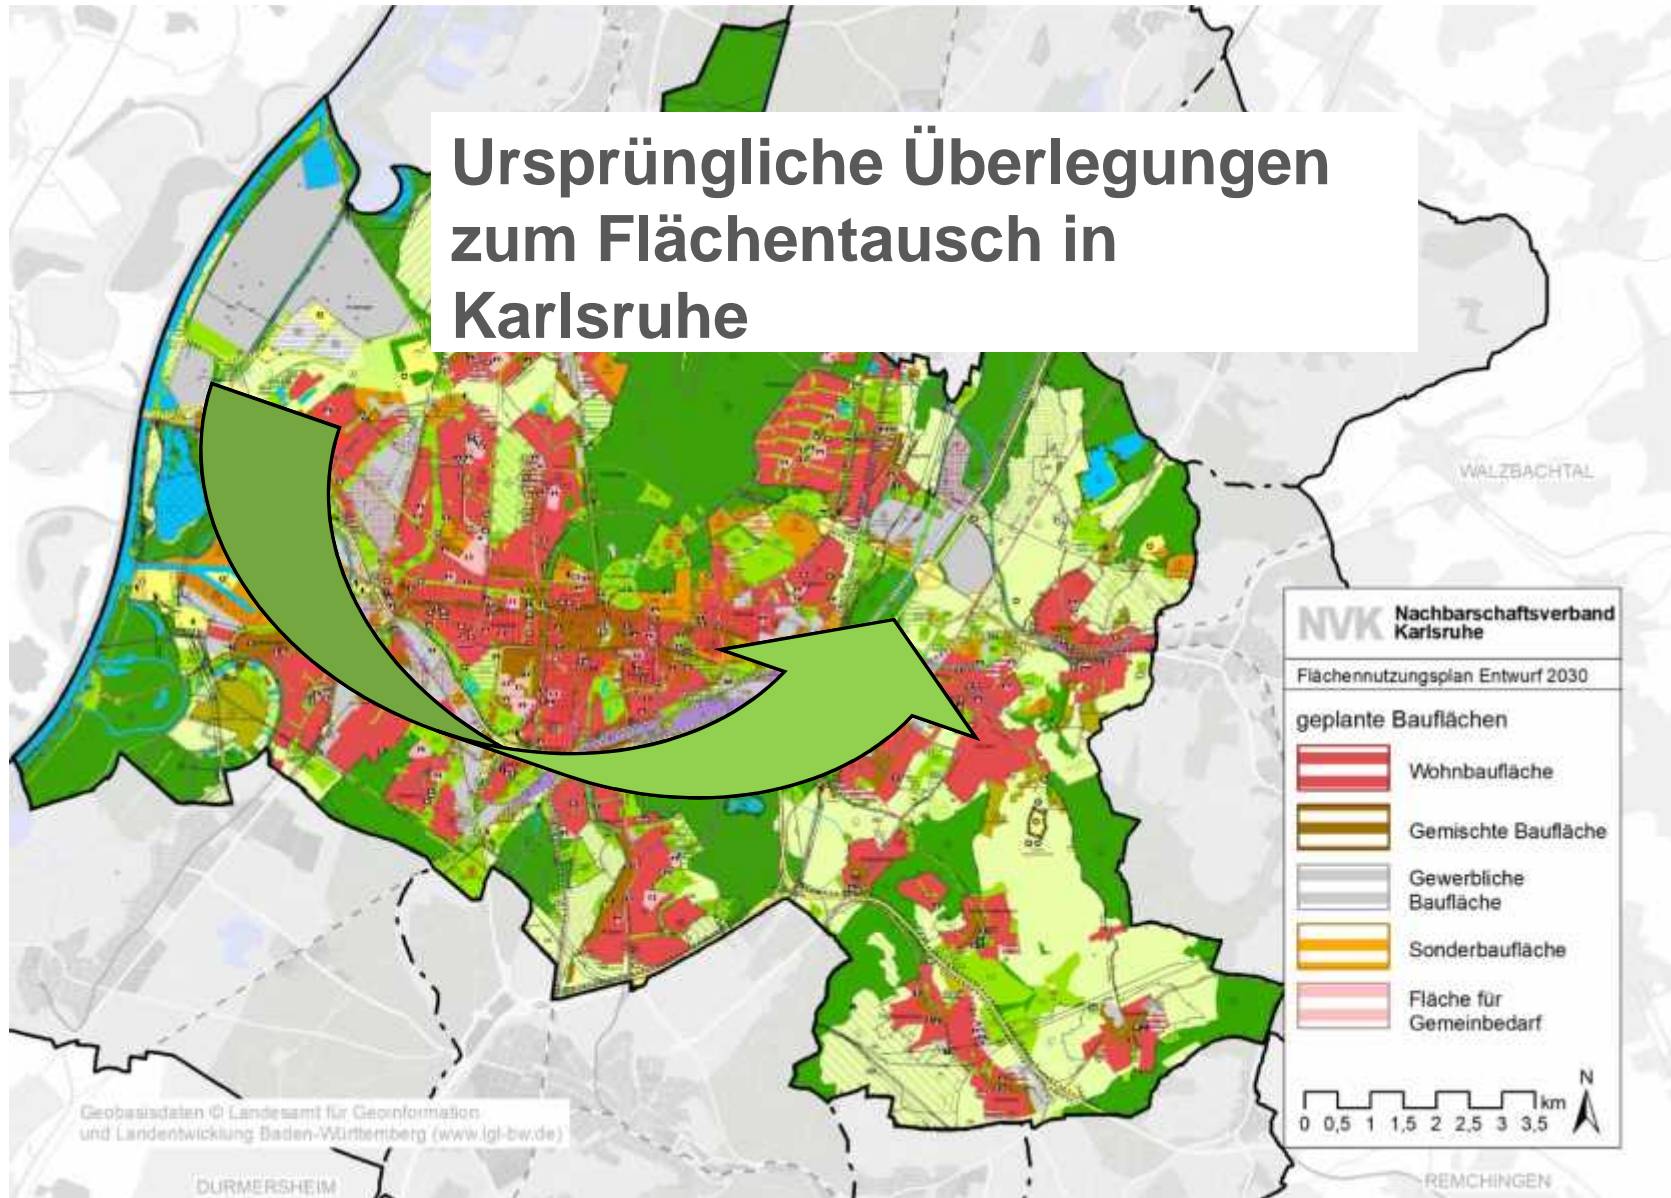 Ursprüngliche Überlegungen
zum Flächentausch in
Karlsruhe
WALZBACHTAL
NVK Nachbarschaftsverband
Karlsruhe
Flächennutzungsplan Entwurf 2030
geplante Bauflächen
Wohnbaufläche
Gemischte Baufläche
Gewerbliche
Baufläche
Sonderbaufläche
Fläche für
Gemeinbedarf
N
km
0 0,5 1 1,5 2 2,5 3 3,5
Geobasisdaten © Landesamt für Geoinformation
und Landentwicklung Baden-Württemberg (www.lgl-bw.de)
DURMERSHEIM
REMCHINGEN